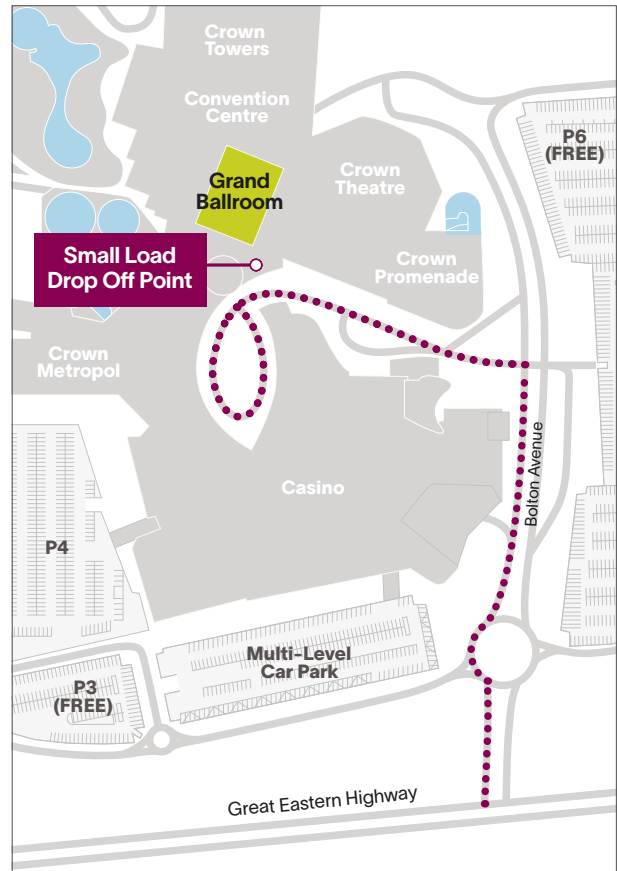 Crown
Towers
Convention
Centre
P6
(FREE)
Crown
Theatre
Grand
Ballroom
Small Load
Drop Off Point
Crown
Promenade
Crown
Metropol
Bolton Avenue
Casino
P4
Multi-Level
Car Park
P3
(FREE)
Great Eastern Highway